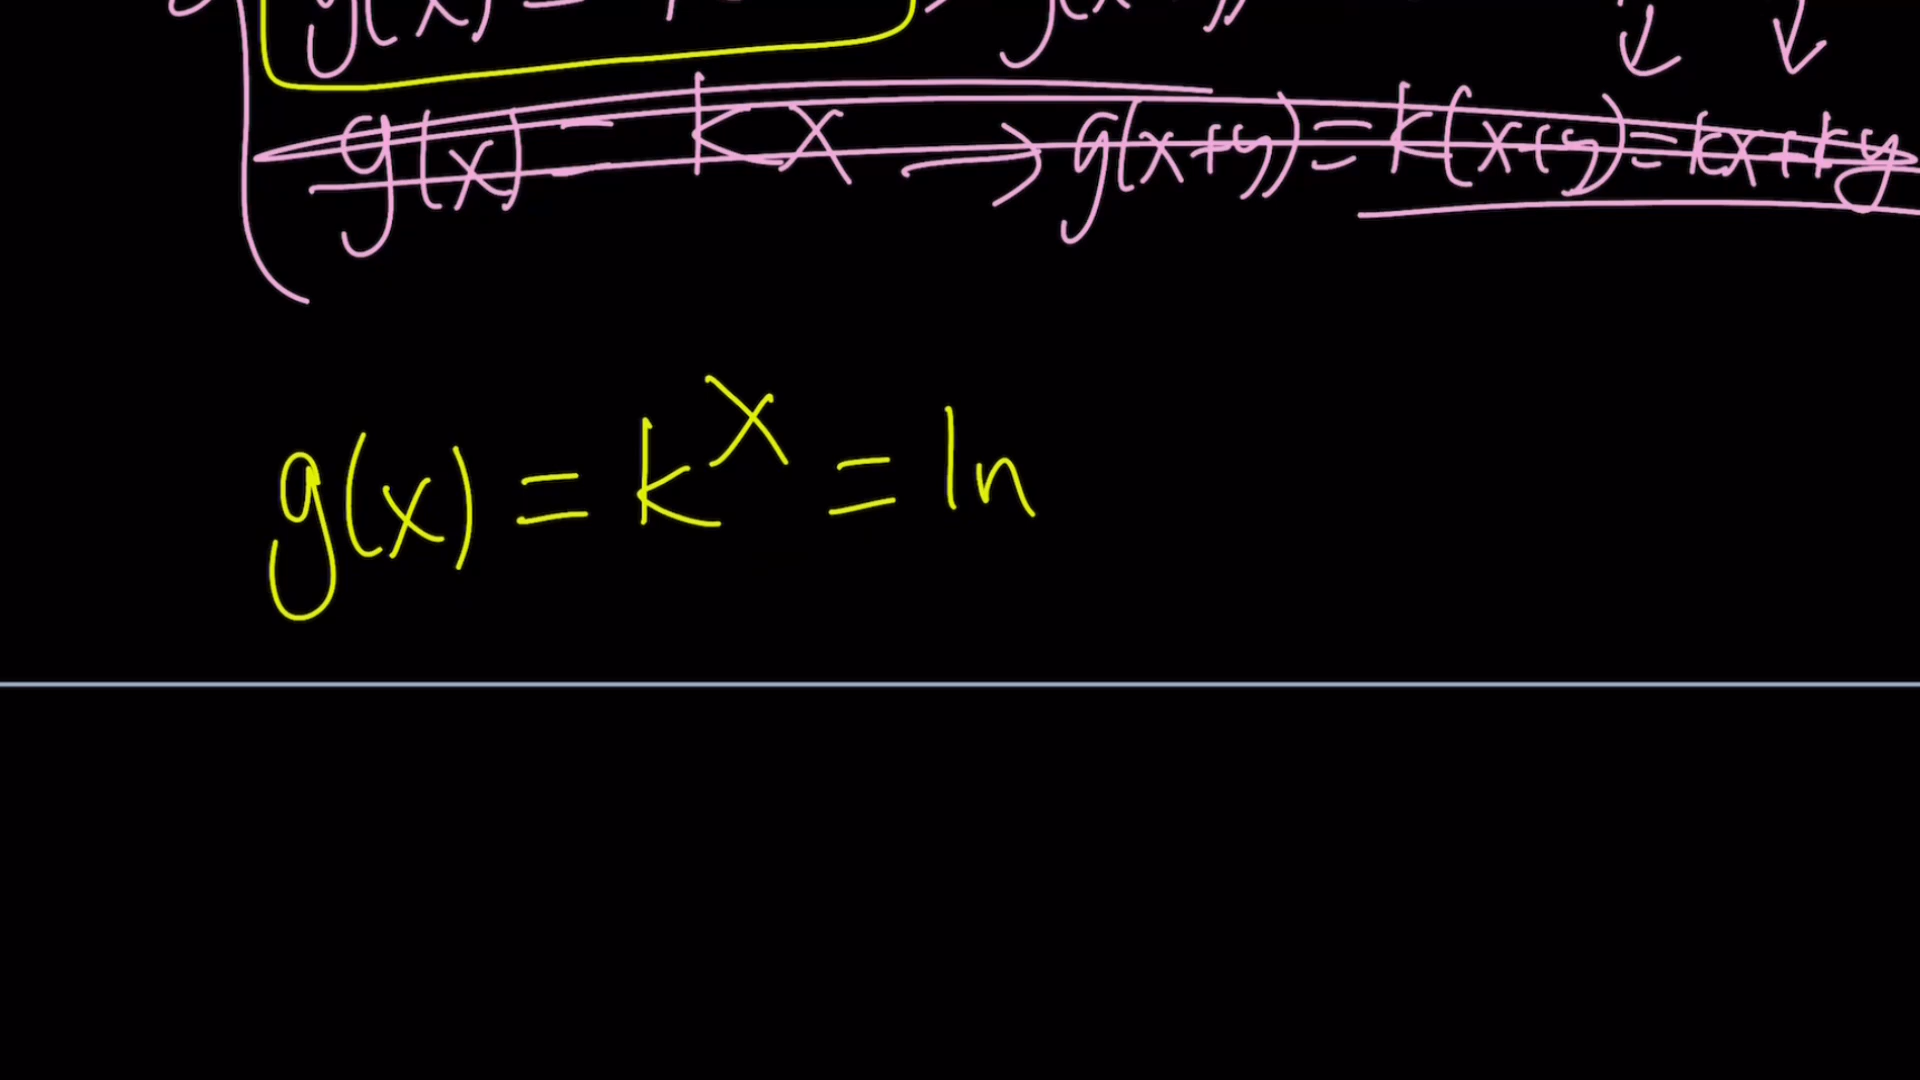 g(x) =
g(x) = kx → g(x+y) = k(x+y) = kx+ky
g(x) = k^x = ln